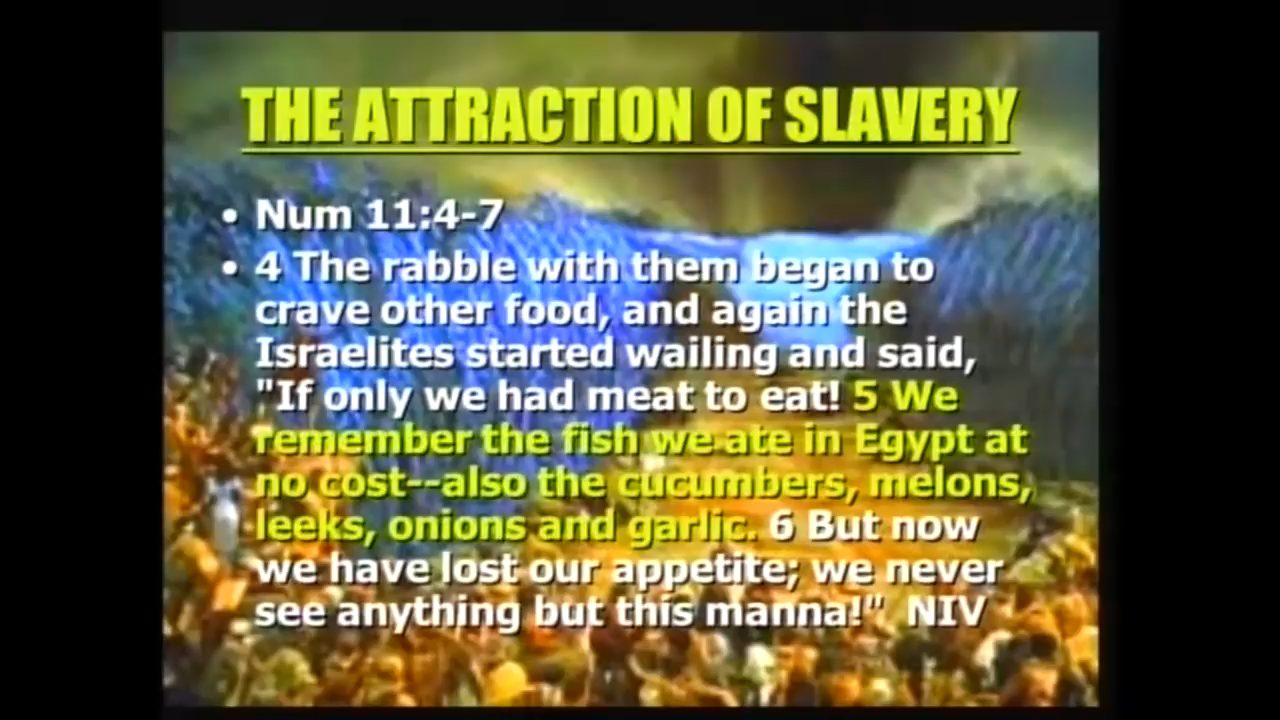 THE ATTRACTION OF SLAVERY
• Num 11:4-7
• 4 The rabble with them began to
crave other food, and again the
Israelites started wailing and said,
"If only we had meat to eat! 5 We
remember the fish we ate in Egypt at
no cost--also the cucumbers, melons,
leeks, onions and garlic. 6 But now
we have lost our appetite; we never
see anything but this manna!" NIV